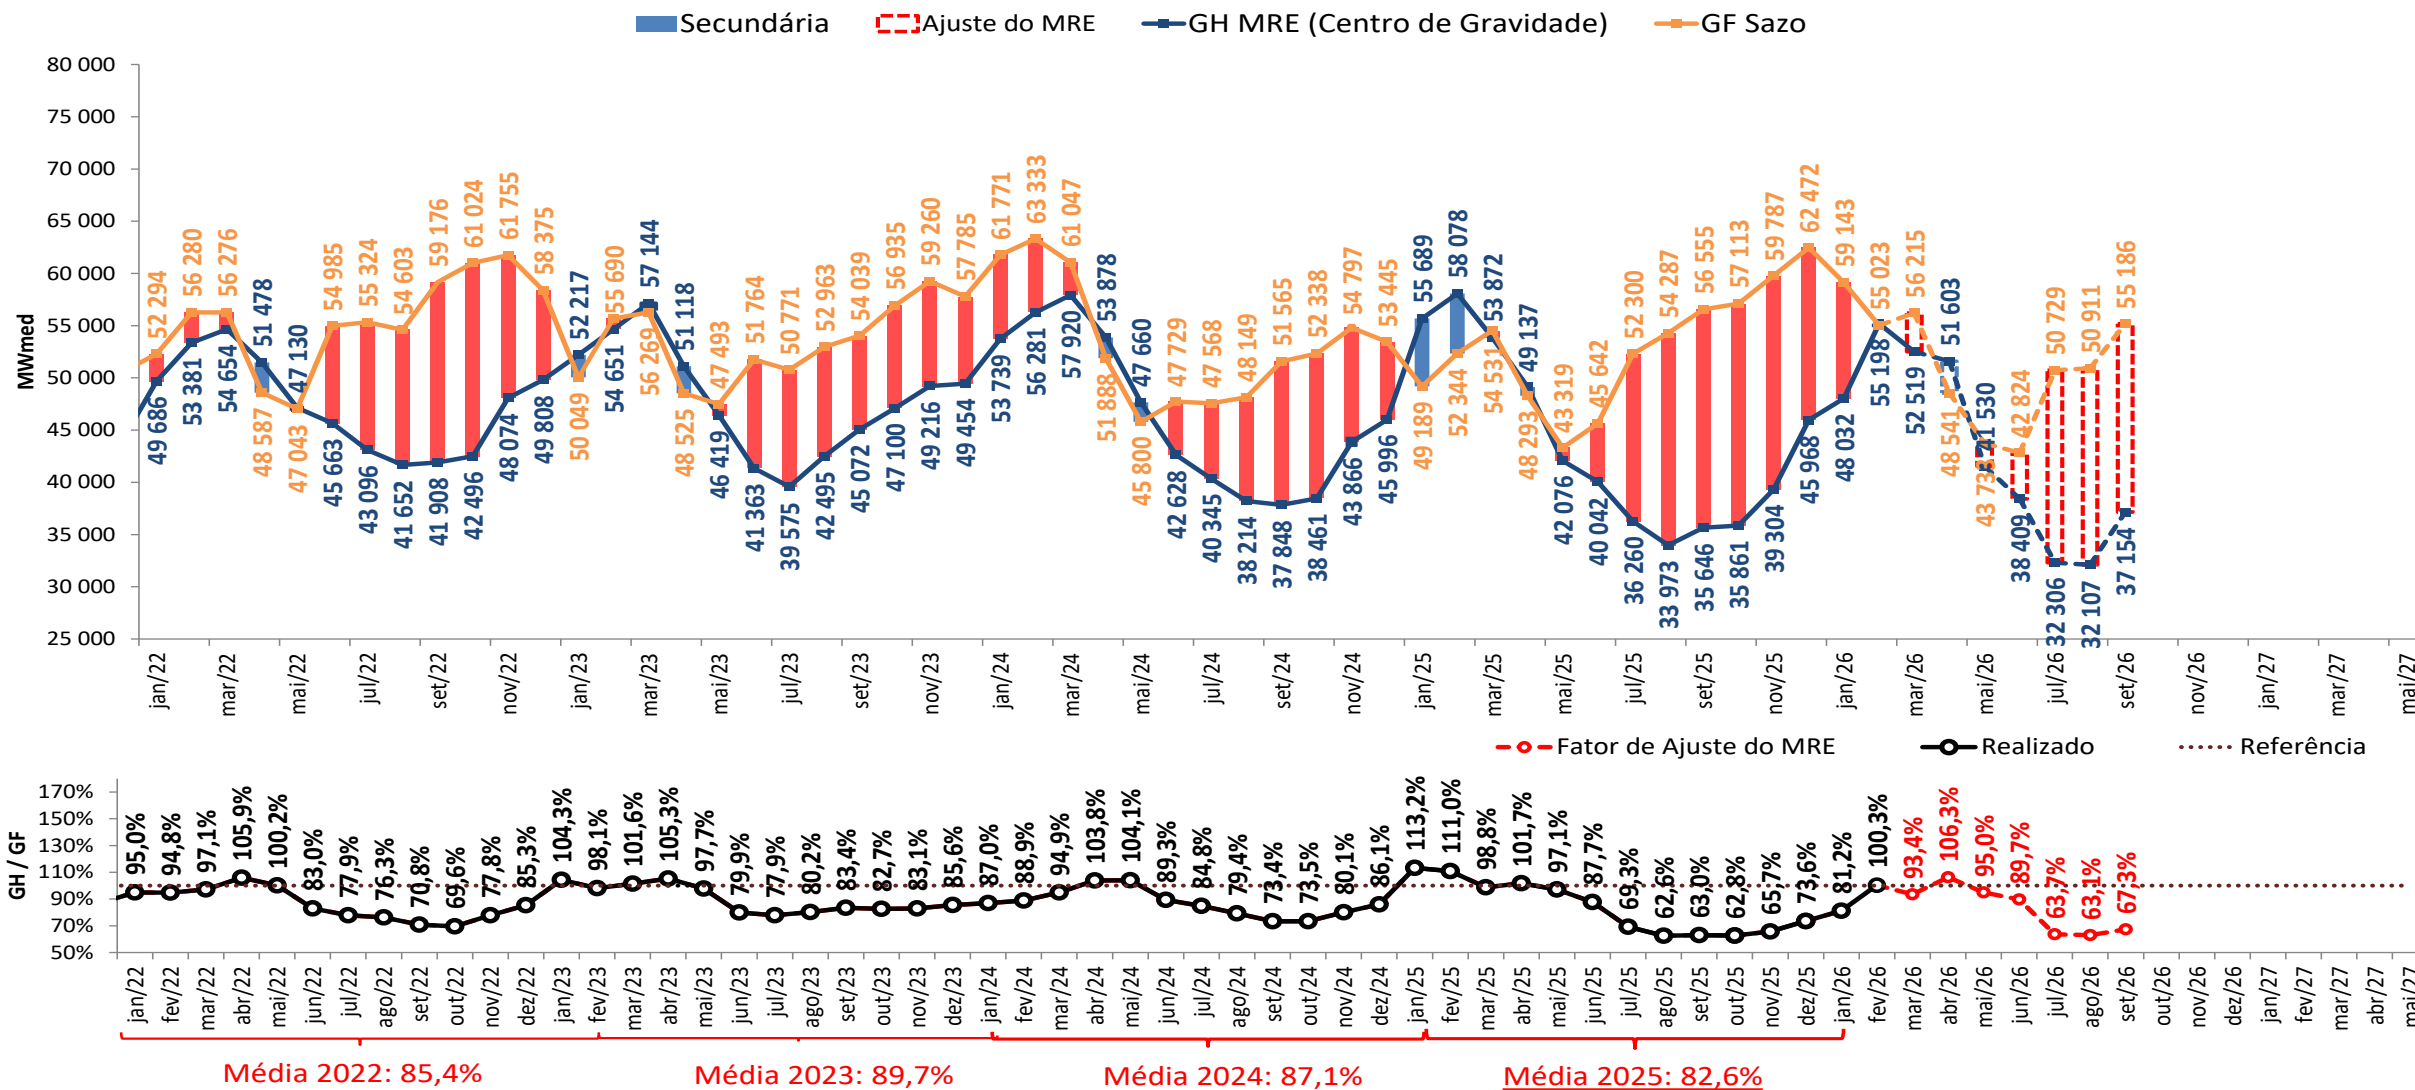 Secundária Ajuste do MRE GH MRE (Centro de Gravidade) GF Sazo
MWmed
80 000
75 000
70 000
65 000
60 000
55 000
50 000
45 000
40 000
35 000
30 000
25 000
52 294 56 280 56 276 48 587 47 043 54 985 55 324 54 603 59 176 61 024 61 755 58 375 50 049 55 690 56 269 48 525 47 493 51 764 50 771 52 963 54 039 56 935 59 260 57 785 61 771 63 333 61 047 51 888 45 800 47 729 47 568 48 149 51 565 52 338 54 797 53 445 49 189 52 344 54 531 48 293 43 319 45 642 52 300 54 287 56 555 57 113 59 787 62 472 59 143 55 023 56 215 48 541 43 738 42 824 50 729 50 911 55 186
49 686 53 381 54 654 51 478 47 130 45 663 43 096 41 652 41 908 42 496 48 074 49 808 52 217 54 651 57 144 51 118 46 419 41 363 39 575 42 495 45 072 47 100 49 216 49 454 53 739 56 281 57 920 53 878 47 660 42 628 40 345 38 214 37 848 38 461 43 866 45 996 55 689 58 078 53 872 49 137 42 076 40 042 36 260 33 973 35 646 35 861 39 304 45 968 48 032 55 198 52 519 51 603 41 530 38 409 32 306 32 107 37 154
jan/22 mar/22 mai/22 jul/22 set/22 nov/22 jan/23 mar/23 mai/23 jul/23 set/23 nov/23 jan/24 mar/24 mai/24 jul/24 set/24 nov/24 jan/25 mar/25 mai/25 jul/25 set/25 nov/25 jan/26 mar/26 mai/26 jul/26 set/26 nov/26 jan/27 mar/27 mai/27
Fator de Ajuste do MRE Realizado Referência
GH / GF
170%
150%
130%
110%
90%
70%
50%
95,0% 94,8% 97,1% 105,9% 100,2% 83,0% 77,9% 76,3% 70,8% 69,6% 77,8% 85,3% 104,3% 98,1% 101,6% 105,3% 97,7% 79,9% 77,9% 80,2% 83,4% 82,7% 83,1% 85,6% 87,0% 88,9% 94,9% 103,8% 104,1% 89,3% 84,8% 79,4% 73,4% 73,5% 80,1% 86,1% 113,2% 111,0% 98,8% 101,7% 97,1% 87,7% 69,3% 62,6% 63,0% 62,8% 65,7% 73,6% 81,2% 100,3% 93,4% 106,3% 95,0% 89,7% 63,7% 63,1% 67,3%
jan/22 fev/22 mar/22 abr/22 mai/22 jun/22 jul/22 ago/22 set/22 out/22 nov/22 dez/22 jan/23 fev/23 mar/23 abr/23 mai/23 jun/23 jul/23 ago/23 set/23 out/23 nov/23 dez/23 jan/24 fev/24 mar/24 abr/24 mai/24 jun/24 jul/24 ago/24 set/24 out/24 nov/24 dez/24 jan/25 fev/25 mar/25 abr/25 mai/25 jun/25 jul/25 ago/25 set/25 out/25 nov/25 dez/25 jan/26 fev/26 mar/26 abr/26 mai/26 jun/26 jul/26 ago/26 set/26 out/26 nov/26 dez/26 jan/27 fev/27 mar/27 abr/27 mai/27
Média 2022: 85,4% Média 2023: 89,7% Média 2024: 87,1% Média 2025: 82,6%